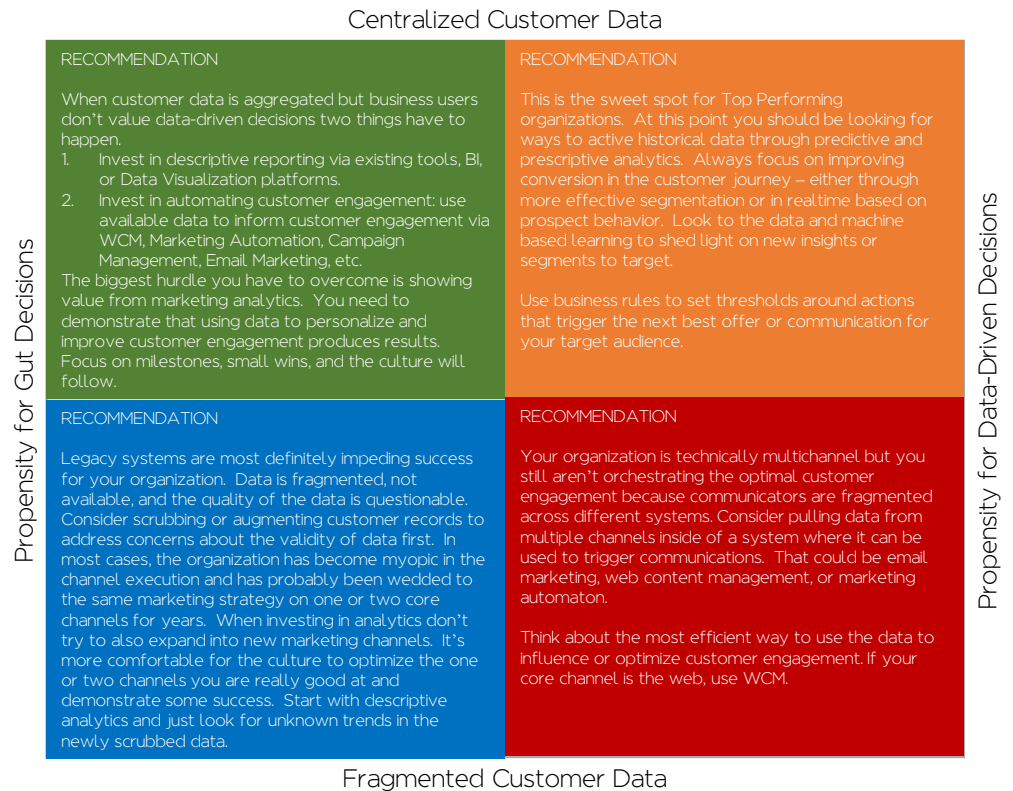 Centralized Customer Data
Propensity for Gut Decisions
RECOMMENDATION
When customer data is aggregated but business users
don't value data-driven decisions two things have to
happen.
1. Invest in descriptive reporting via existing tools, BI,
or Data Visualization platforms.
2. Invest in automating customer engagement: use
available data to inform customer engagement via
WCM, Marketing Automation, Campaign
Management, Email Marketing, etc.
The biggest hurdle you have to overcome is showing
value from marketing analytics. You need to
demonstrate that using data to personalize and
improve customer engagement produces results.
Focus on milestones, small wins, and the culture will
follow.
RECOMMENDATION
This is the sweet spot for Top Performing
organizations. At this point you should be looking for
ways to active historical data through predictive and
prescriptive analytics. Always focus on improving
conversion in the customer journey – either through
more effective segmentation or in realtime based on
prospect behavior. Look to the data and machine
based learning to shed light on new insights or
segments to target.
Use business rules to set thresholds around actions
that trigger the next best offer or communication for
your target audience.
RECOMMENDATION
Legacy systems are most definitely impeding success
for your organization. Data is fragmented, not
available, and the quality of the data is questionable.
Consider scrubbing or augmenting customer records to
address concerns about the validity of data first. In
most cases, the organization has become myopic in the
channel execution and has probably been wedded to
the same marketing strategy on one or two core
channels for years. When investing in analytics don't
try to also expand into new marketing channels. It's
more comfortable for the culture to optimize the one
or two channels you are really good at and
demonstrate some success. Start with descriptive
analytics and just look for unknown trends in the
newly scrubbed data.
RECOMMENDATION
Your organization is technically multichannel but you
still aren't orchestrating the optimal customer
engagement because communicators are fragmented
across different systems. Consider pulling data from
multiple channels inside of a system where it can be
used to trigger communications. That could be email
marketing, web content management, or marketing
automaton.
Think about the most efficient way to use the data to
influence or optimize customer engagement. If your
core channel is the web, use WCM.
Propensity for Data-Driven Decisions
Fragmented Customer Data